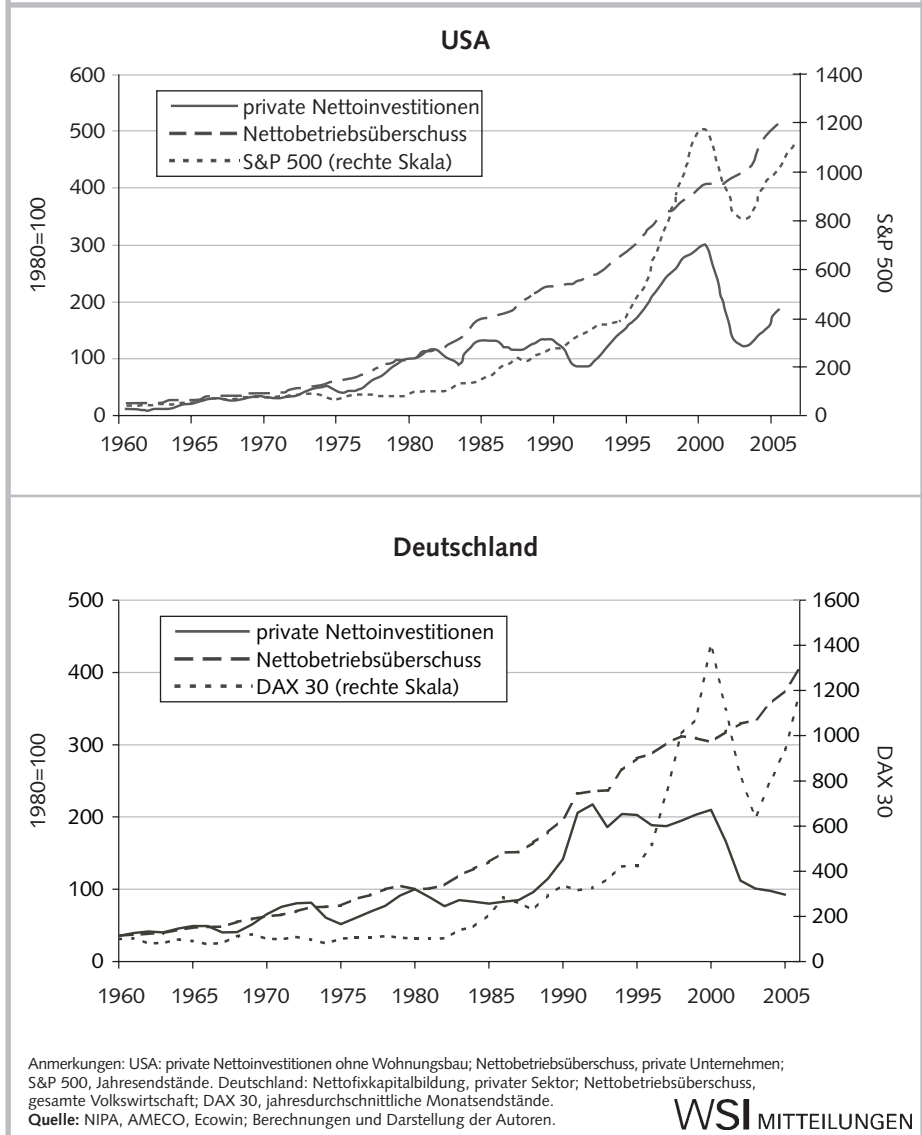 USA
600
500
400
300
200
100
0
1980=100
private Nettoinvestitionen
Nettobetriebsüberschuss
S&P 500 (rechte Skala)
1400
1200
1000
800
600
400
200
0
S&P 500
1960 1965 1970 1975 1980 1985 1990 1995 2000 2005
Deutschland
500
400
300
200
100
0
1980=100
private Nettoinvestitionen
Nettobetriebsüberschuss
DAX 30 (rechte Skala)
1600
1400
1200
1000
800
600
400
200
0
DAX 30
1960 1965 1970 1975 1980 1985 1990 1995 2000 2005
Anmerkungen: USA: private Nettoinvestitionen ohne Wohnungsbau; Nettobetriebsüberschuss, private Unternehmen;
S&P 500, Jahresendstände. Deutschland: Nettofixkapitalbildung, privater Sektor; Nettobetriebsüberschuss,
gesamte Volkswirtschaft; DAX 30, jahresdurchschnittliche Monatsendstände.
Quelle: NIPA, AMECO, Ecowin; Berechnungen und Darstellung der Autoren.
WSI MITTEILUNGEN